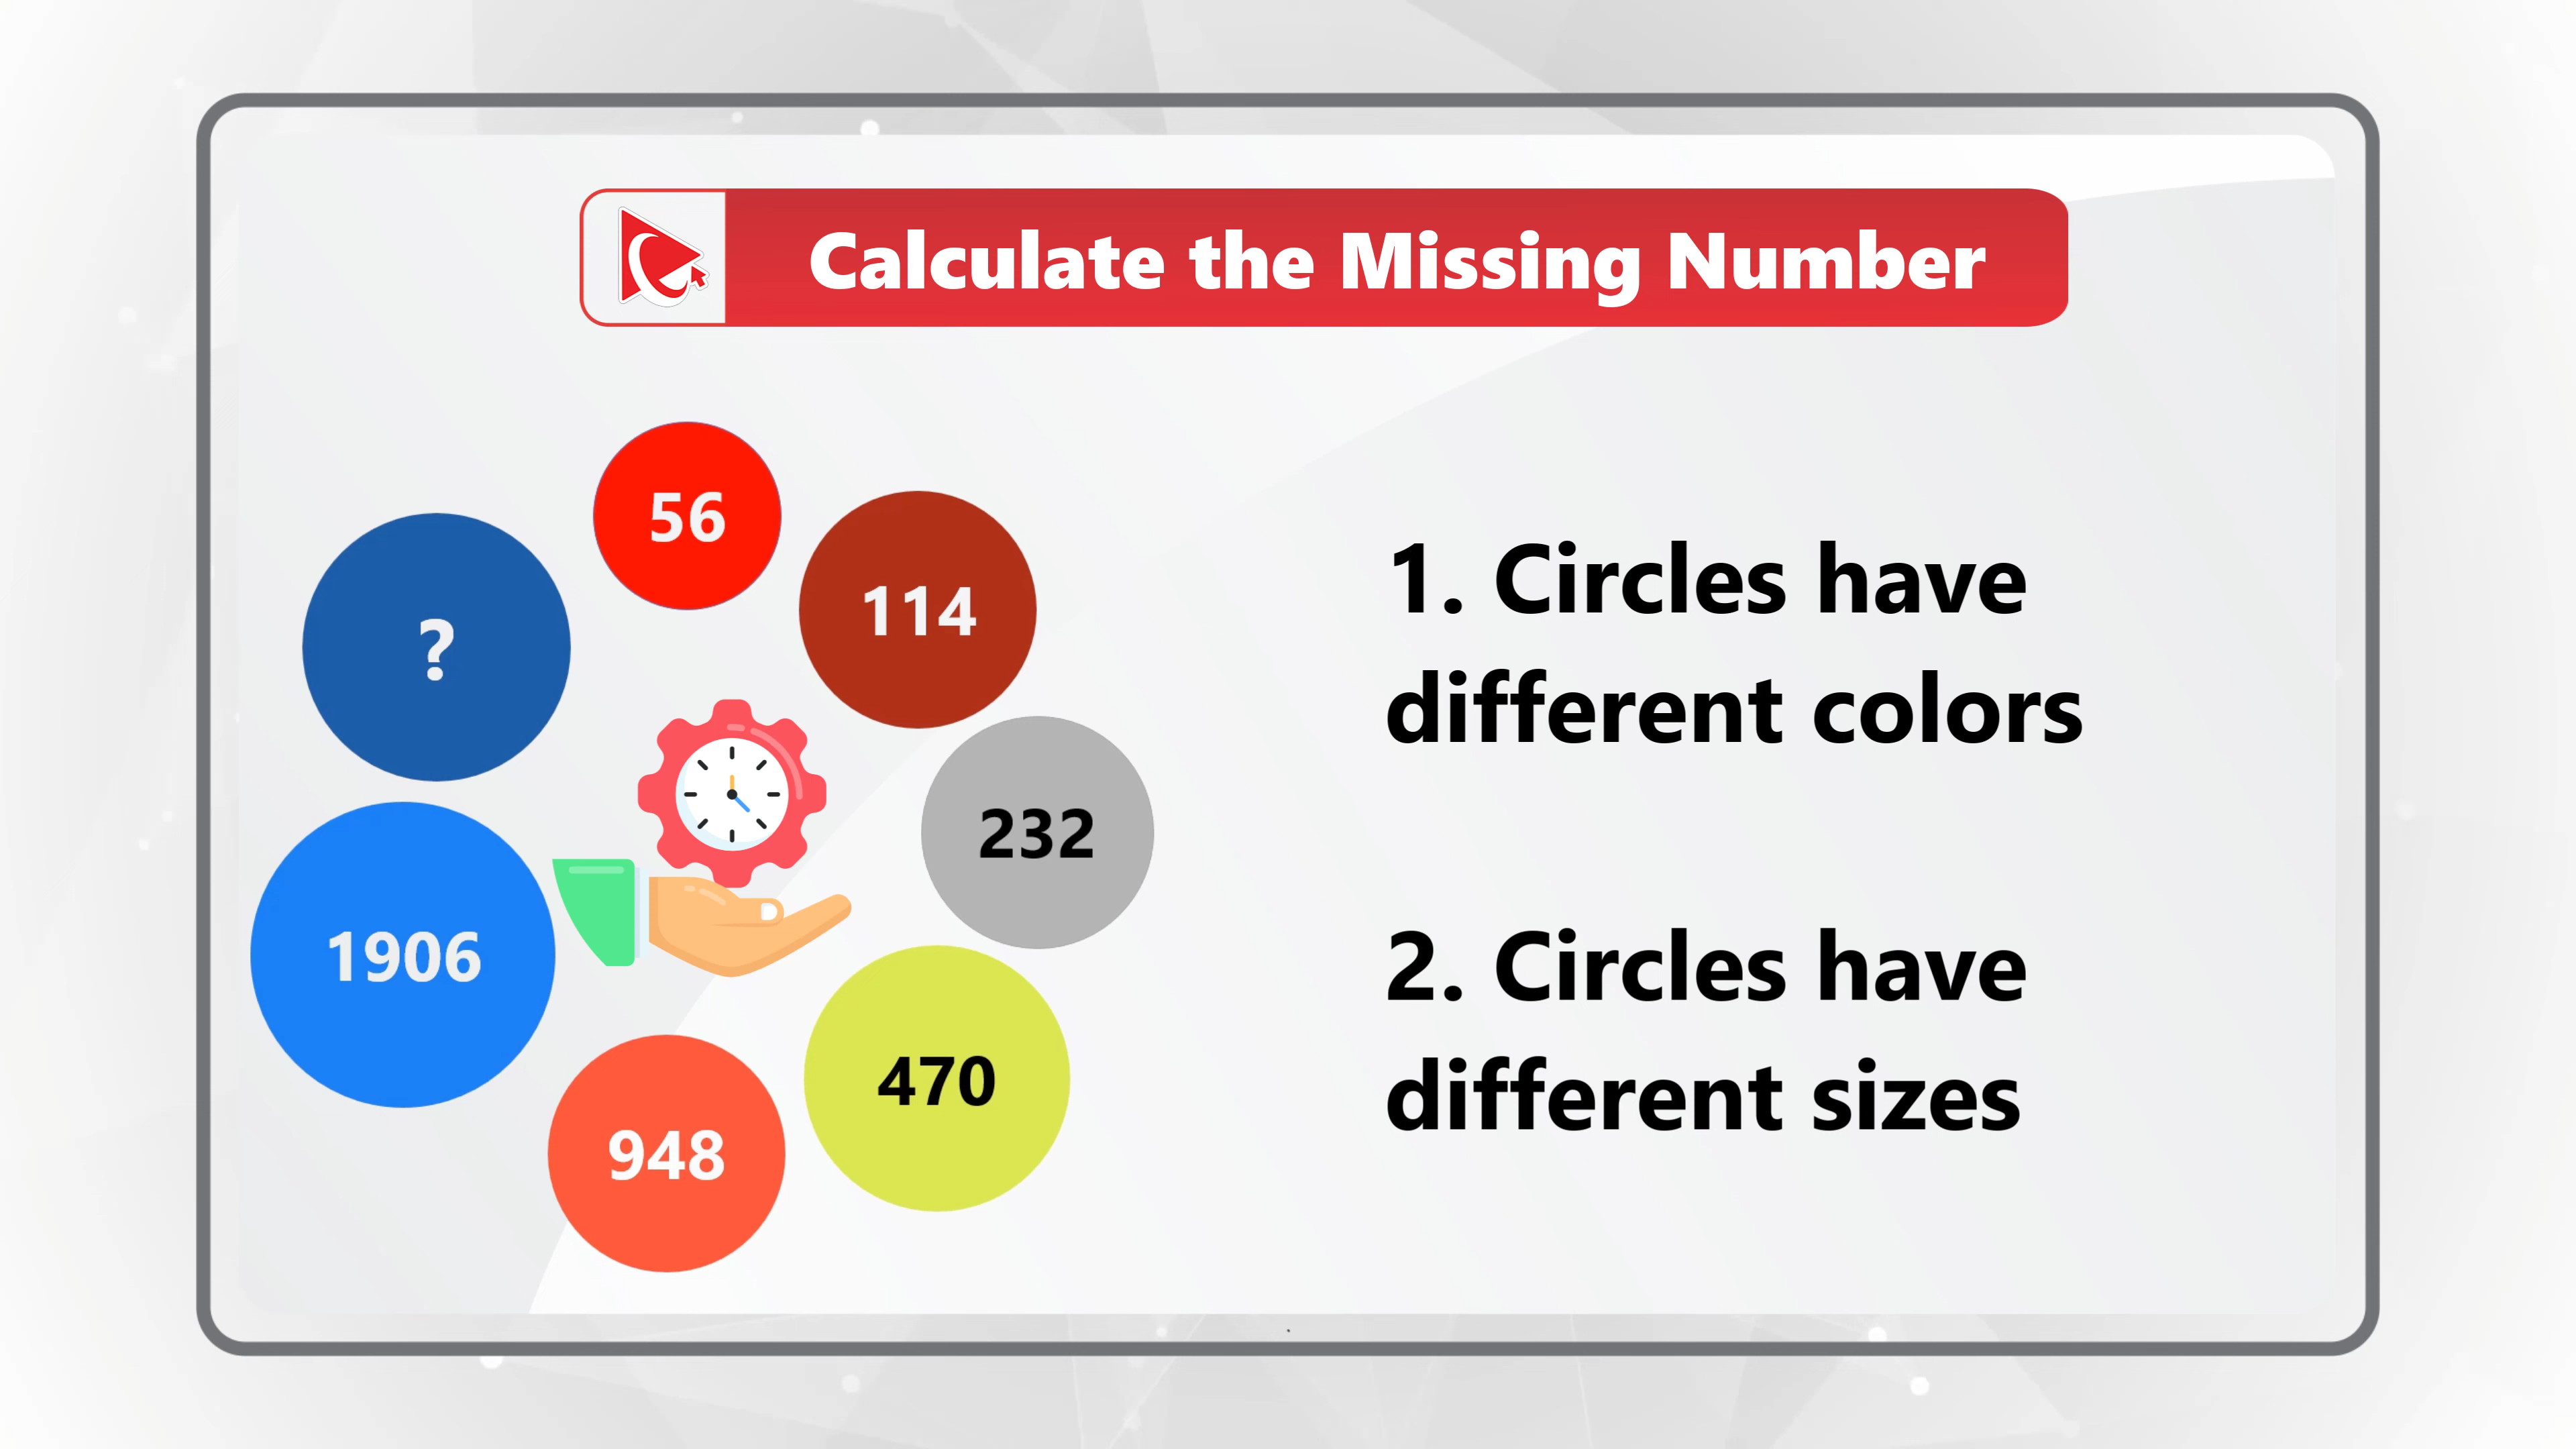 Calculate the Missing Number
56
114
?
232
1906
470
948
1. Circles have
different colors
2. Circles have
different sizes